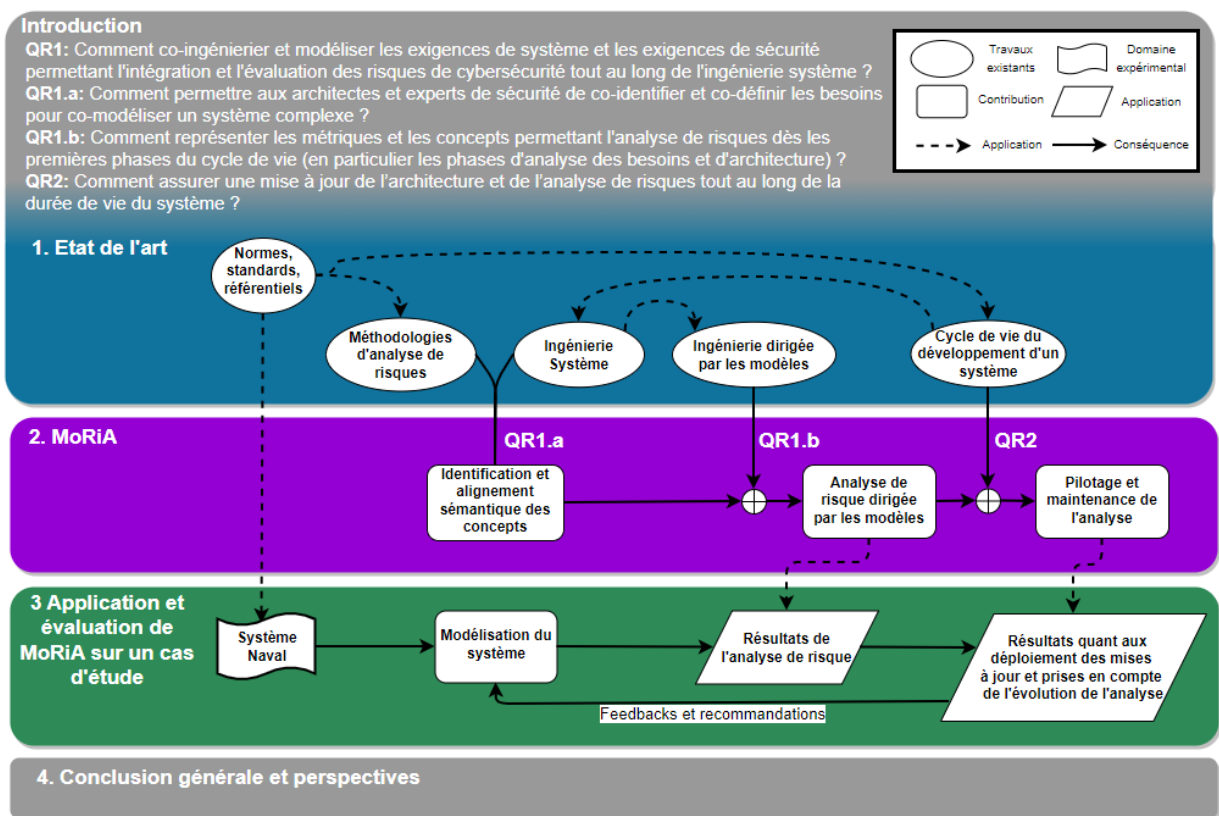 Introduction
QR1: Comment co-ingénierier et modéliser les exigences de système et les exigences de sécurité
permettant l'intégration et l'évaluation des risques de cybersécurité tout au long de l'ingénierie système ?
QR1.a: Comment permettre aux architectes et experts de sécurité de co-identifier et co-définir les besoins
pour co-modéliser un système complexe ?
QR1.b: Comment représenter les métriques et les concepts permettant l'analyse de risques dès les
premières phases du cycle de vie (en particulier les phases d'analyse des besoins et d'architecture) ?
QR2: Comment assurer une mise à jour de l'architecture et de l'analyse de risques tout au long de la
durée de vie du système ?
Travaux
existants
Domaine
expérimental
Contribution
Application
Application
Conséquence
1. Etat de l'art
Normes,
standards,
référentiels
Méthodologies
d'analyse de
risques
Ingénierie
Système
Ingénierie dirigée
par les modèles
Cycle de vie du
développement d'un
système
2. MoRiA
QR1.a
QR1.b
QR2
Identification et
alignement
sémantique des
concepts
Analyse de
risque dirigée
par les modèles
Pilotage et
maintenance de
l'analyse
3 Application et
évaluation de
MoRiA sur un cas
d'étude
Système
Naval
Modélisation du
système
Résultats de
l'analyse de risque
Résultats quant aux
déploiement des mises
à jour et prises en compte
de l'évolution de l'analyse
Feedbacks et recommandations
4. Conclusion générale et perspectives